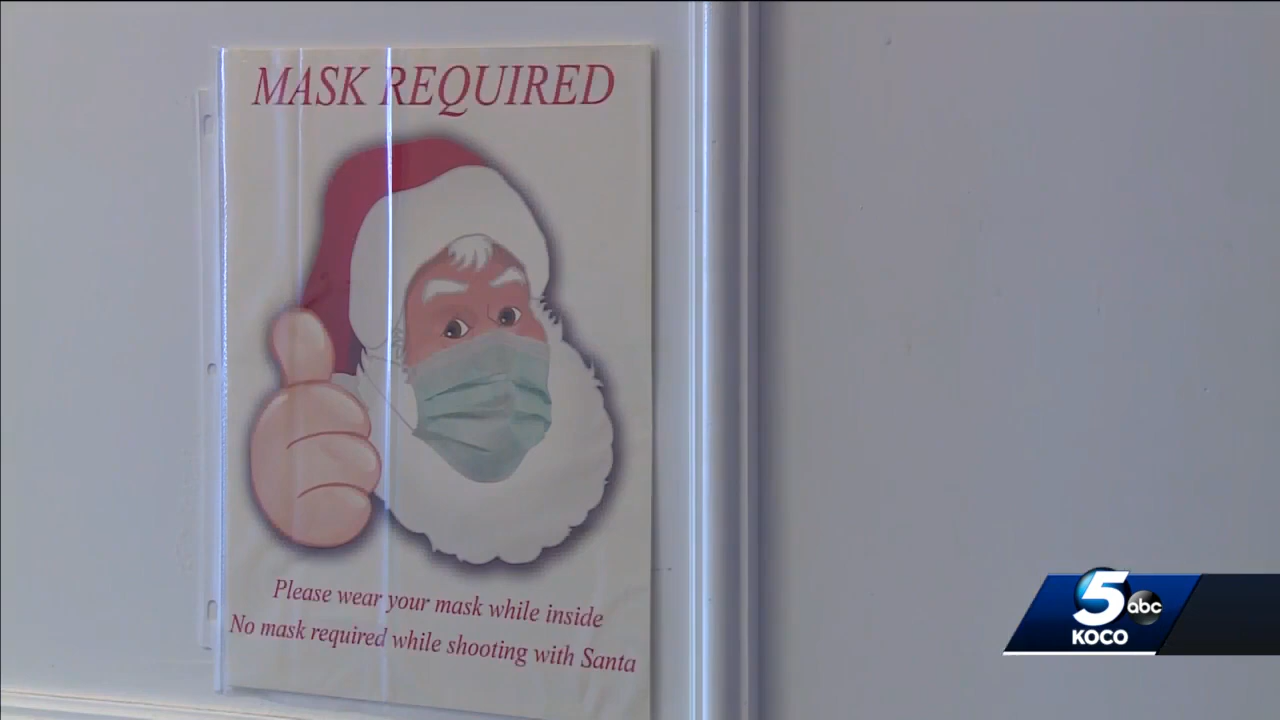 MASK REQUIRED
Please wear your mask while inside
No mask required while shooting with Santa
5 abc
KOCO